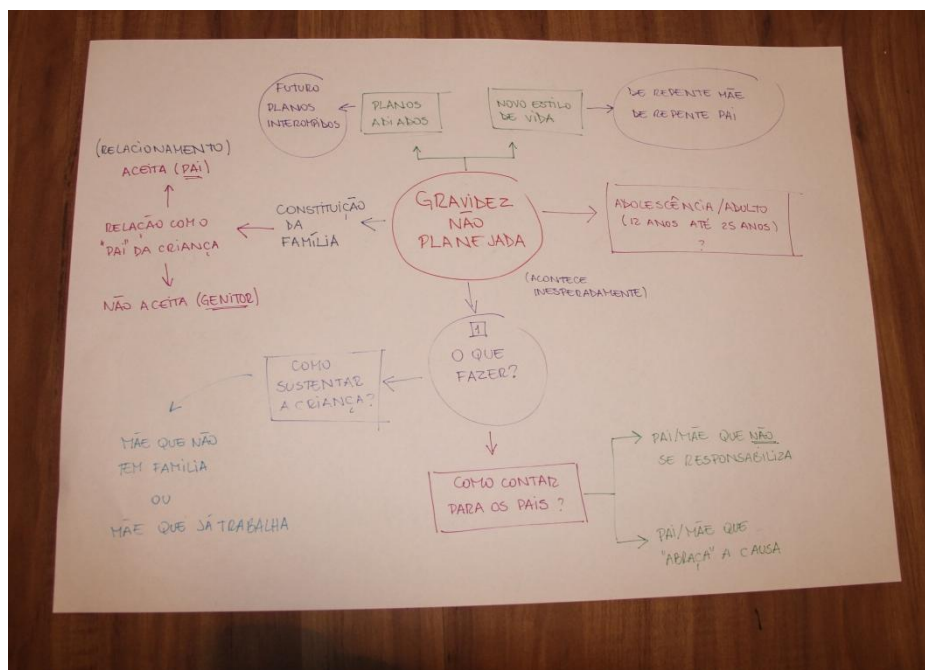 FUTURO
PLANOS
INTEROMPIDOS
PLANOS
ADIADOS
NOVO ESTILO
DE VIDA
DE REPENTE MÃE
DE REPENTE PAI
(RELACIONAMENTO)
ACEITA (PAI)
RELAÇÃO COMO
"PAI" DA CRIANÇA
NÃO ACEITA (GENITOR)
CONSTITUIÇÃO
DA
FAMÍLIA
GRAVIDEZ
NÃO
PLANEJADA
ADOLESCÊNCIA/ADULTO
(12 ANOS ATÉ 25 ANOS)
?
(ACONTECE
INESPERADAMENTE)
1
O QUE
FAZER?
COMO
SUSTENTAR
A CRIANÇA?
MÃE QUE NÃO
TEM FAMÍLIA
OU
MÃE QUE JÁ TRABALHA
COMO CONTAR
PARA OS PAIS ?
PAI/MÃE QUE NÃO
SE RESPONSABILIZA
PAI/MÃE QUE
"ABRAÇA" A CAUSA